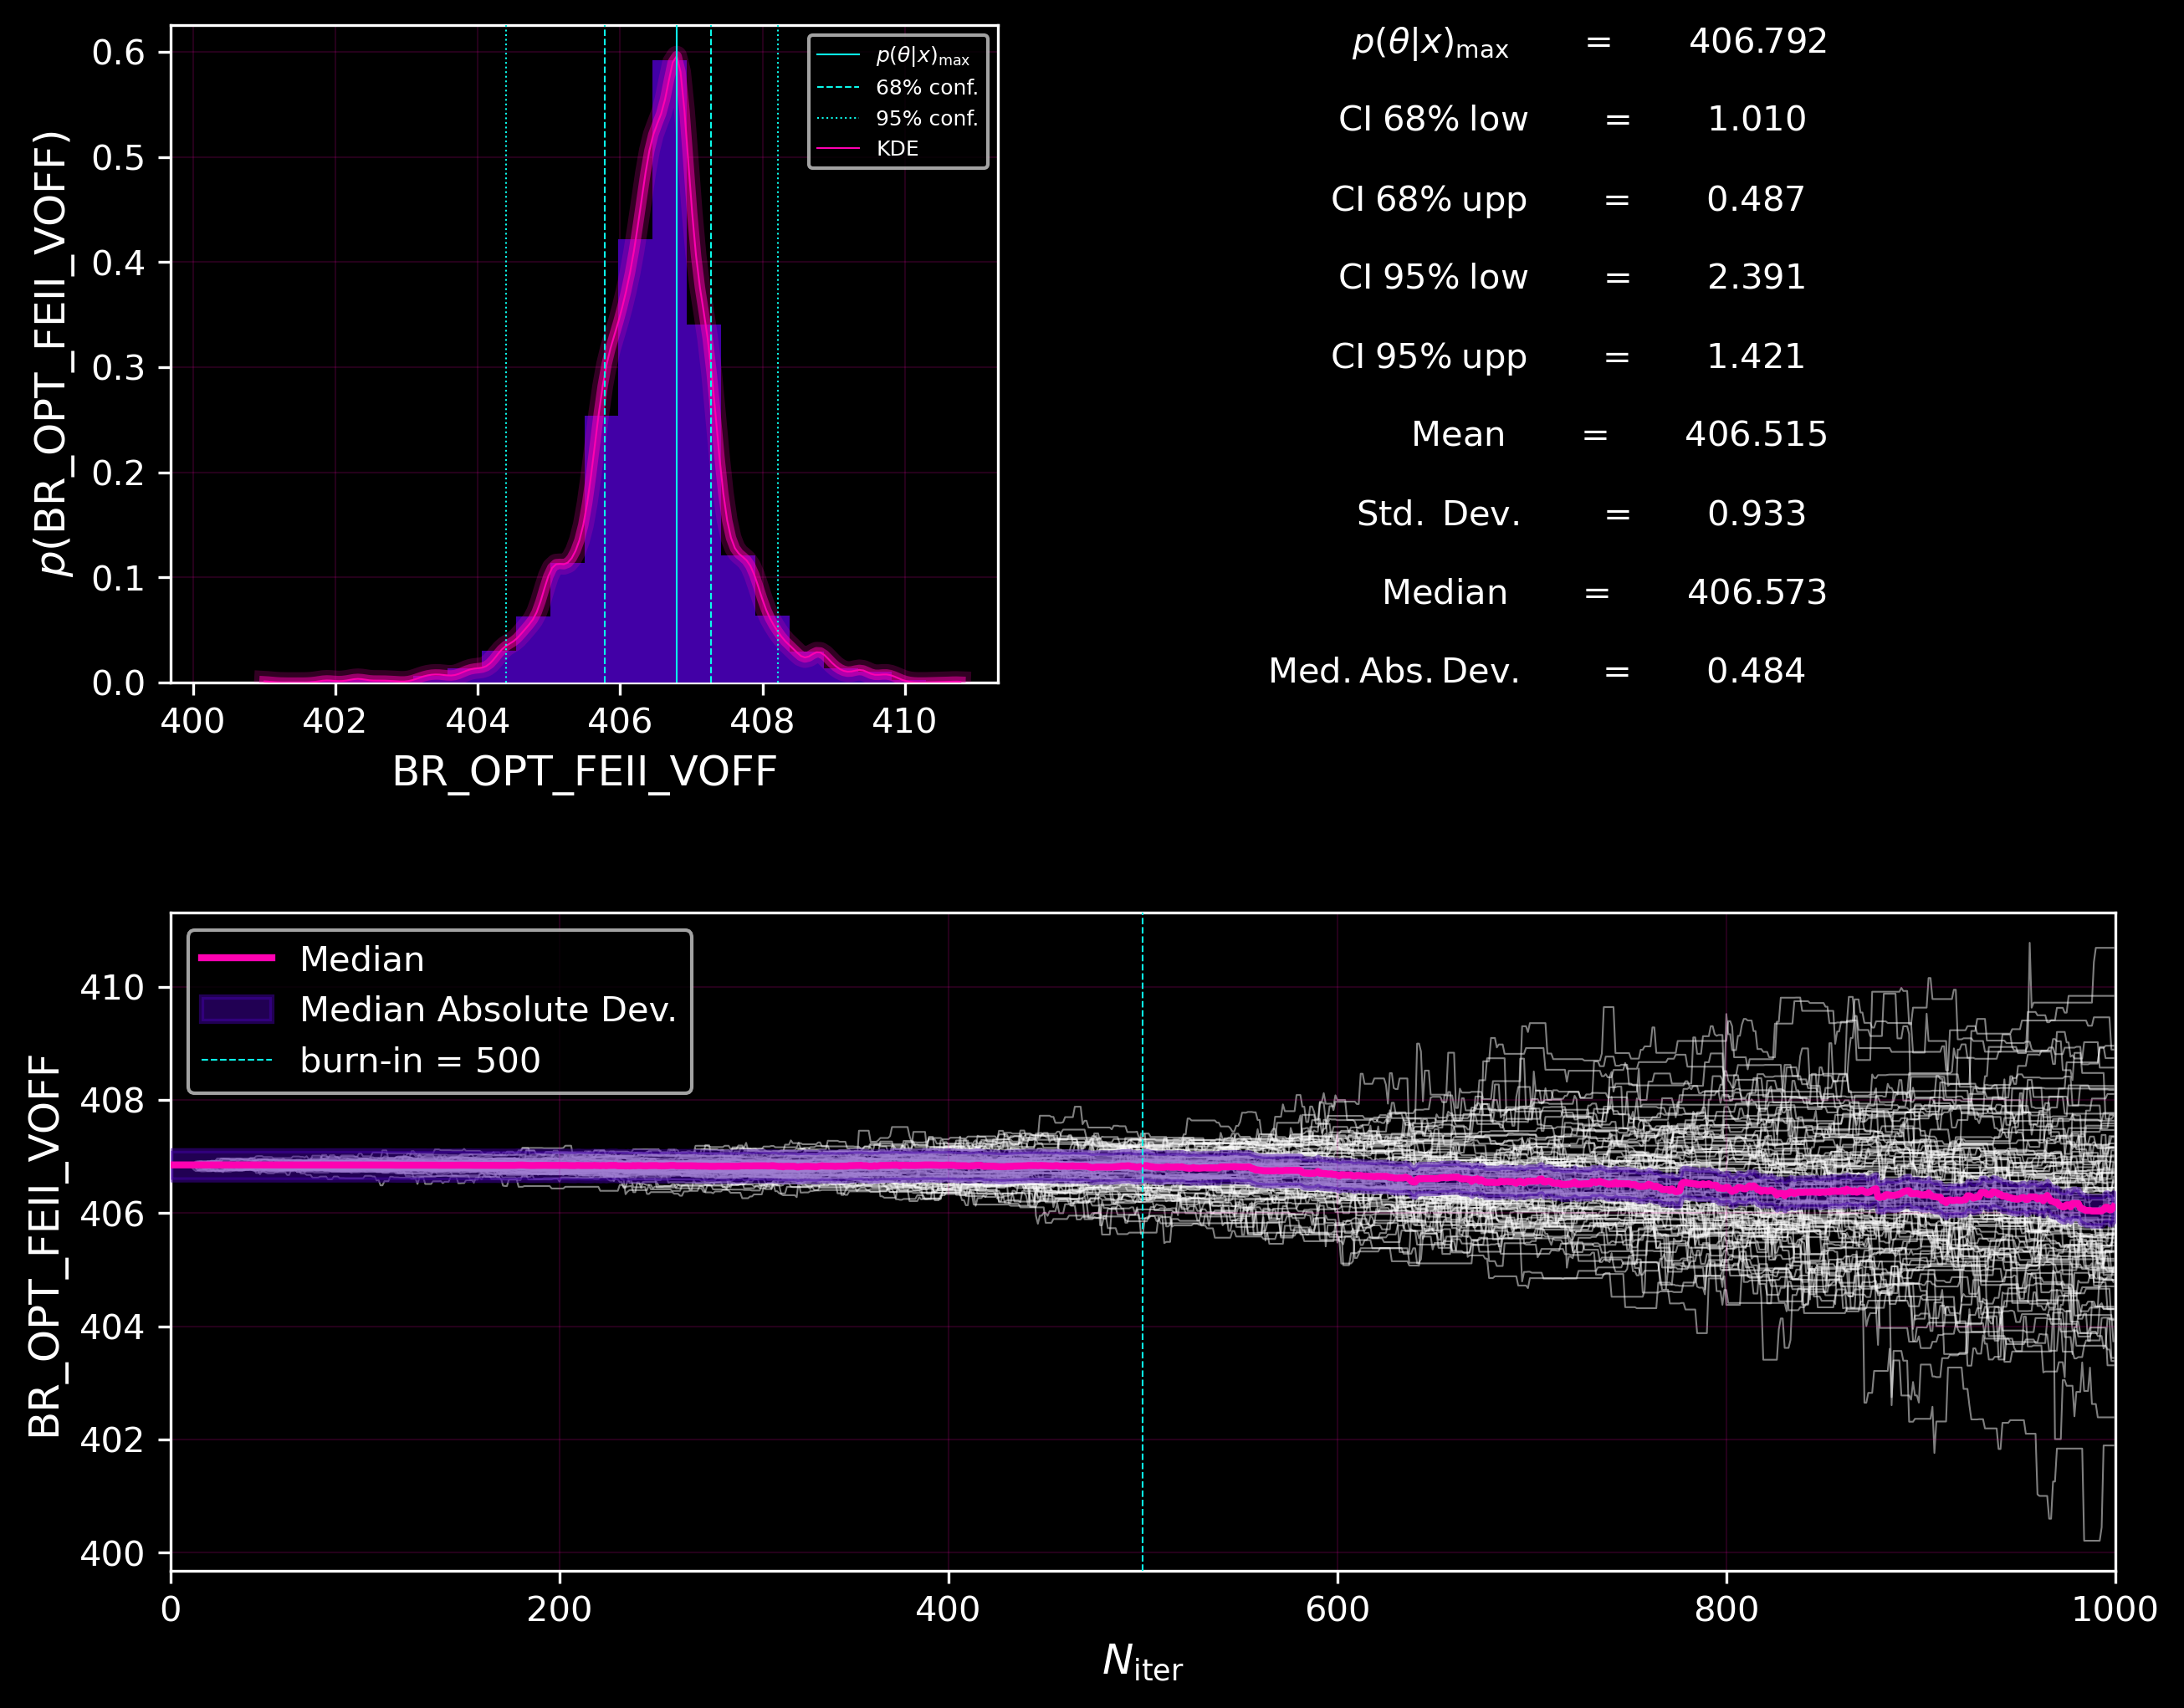 p(BR_OPT_FEII_VOFF)
0.6
0.5
0.4
0.3
0.2
0.1
0.0
400 402 404 406 408 410
BR_OPT_FEII_VOFF
p(θ|x)max
68% conf.
95% conf.
KDE
p(θ|x)max = 406.792
CI 68% low = 1.010
CI 68% upp = 0.487
CI 95% low = 2.391
CI 95% upp = 1.421
Mean = 406.515
Std. Dev. = 0.933
Median = 406.573
Med. Abs. Dev. = 0.484
BR_OPT_FEII_VOFF
410
408
406
404
402
400
Median
Median Absolute Dev.
burn-in = 500
0 200 400 600 800 1000
Niter